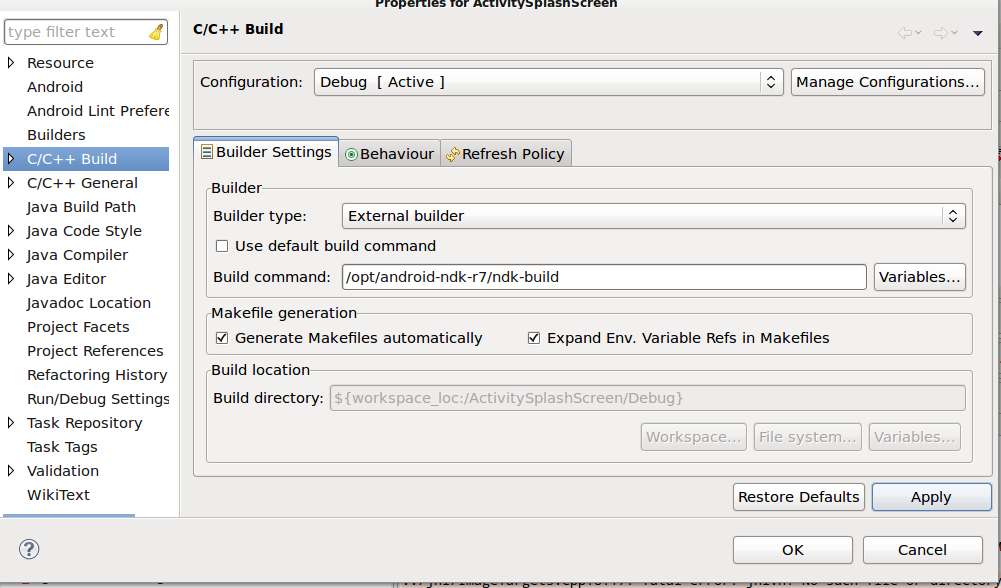 Properties for ActivitySplashScreen
type filter text
Resource
Android
Android Lint Prefere
Builders
C/C++ Build
C/C++ General
Java Build Path
Java Code Style
Java Compiler
Java Editor
Javadoc Location
Project Facets
Project References
Refactoring History
Run/Debug Settings
Task Repository
Task Tags
Validation
WikiText
C/C++ Build
Configuration: Debug [ Active ] Manage Configurations...
Builder Settings Behaviour Refresh Policy
Builder
Builder type: External builder
Use default build command
Build command: /opt/android-ndk-r7/ndk-build Variables...
Makefile generation
Generate Makefiles automatically Expand Env. Variable Refs in Makefiles
Build location
Build directory: ${workspace_loc:/ActivitySplashScreen/Debug}
Workspace... File system... Variables...
Restore Defaults Apply
OK Cancel